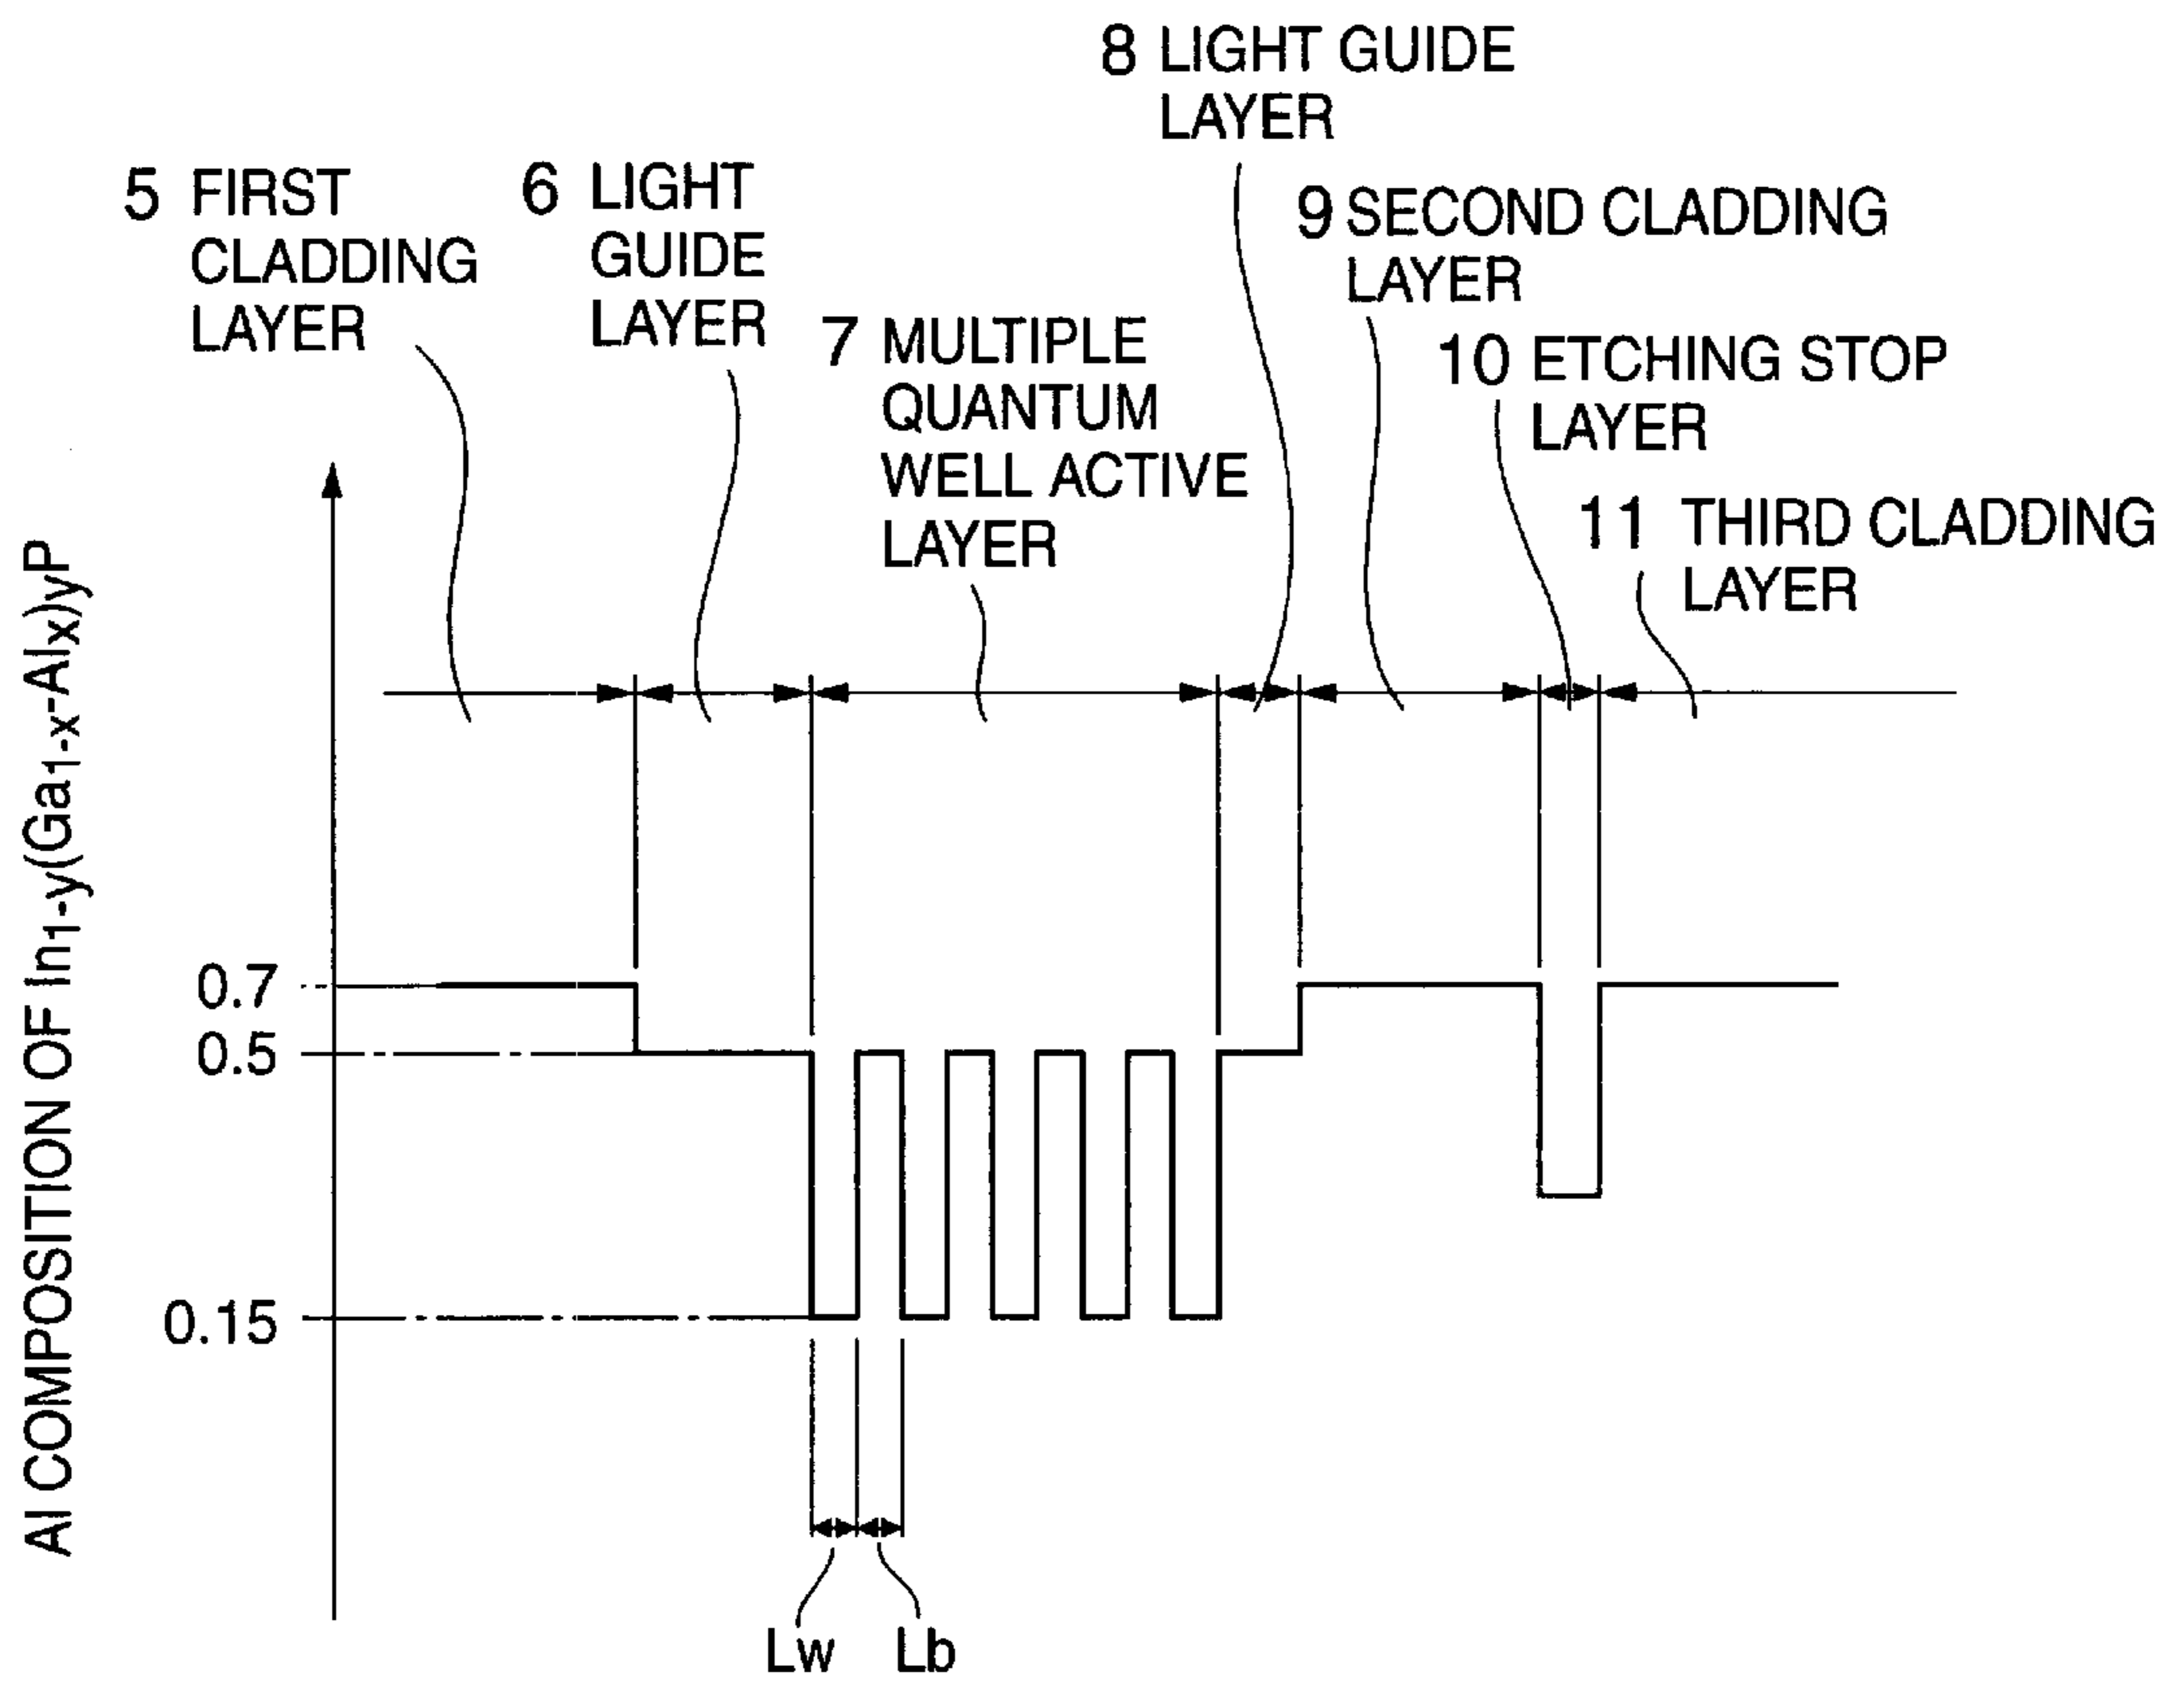 8 LIGHT GUIDE
LAYER
5 FIRST
CLADDING
LAYER
6 LIGHT
GUIDE
LAYER
9 SECOND CLADDING
LAYER
7 MULTIPLE
QUANTUM
WELL ACTIVE
LAYER
10 ETCHING STOP
LAYER
11 THIRD CLADDING
LAYER
Al COMPOSITION OF In1-y(Ga1-x-Alx)yP
0.7
0.5
0.15
Lw
Lb